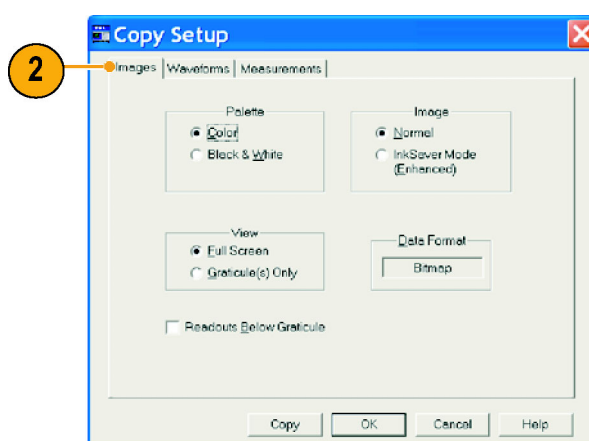 Copy Setup
2
Images Waveforms Measurements
Palette
Color
Black & White
Image
Normal
InkSaver Mode
(Enhanced)
View
Full Screen
Graticule(s) Only
Data Format
Bitmap
Readouts Below Graticule
Copy OK Cancel Help